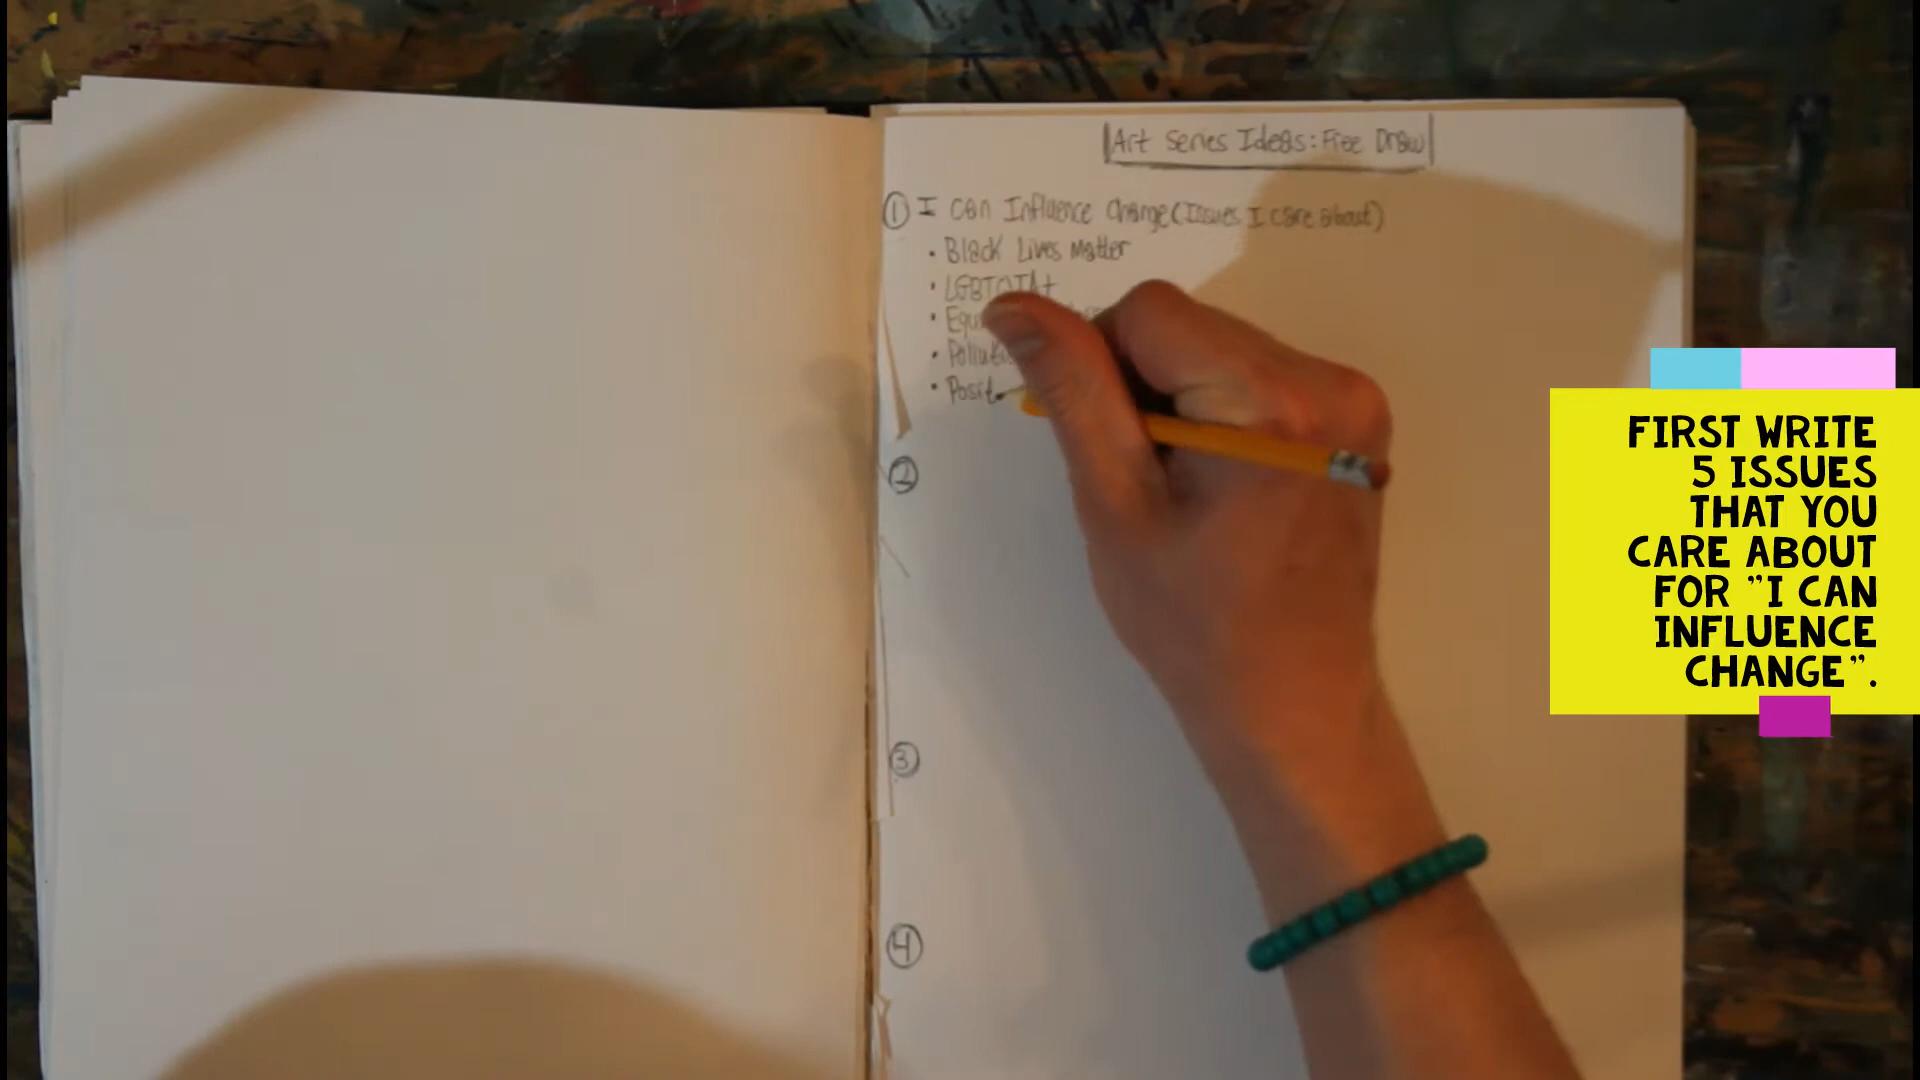 Art Series Ideas: Free Draw
1 I can Influence Change (Issues I care about)
• Black Lives Matter
• LGBTQIA+
•
•
• Posit
2
3
4
FIRST WRITE
5 ISSUES
THAT YOU
CARE ABOUT
FOR "I CAN
INFLUENCE
CHANGE".